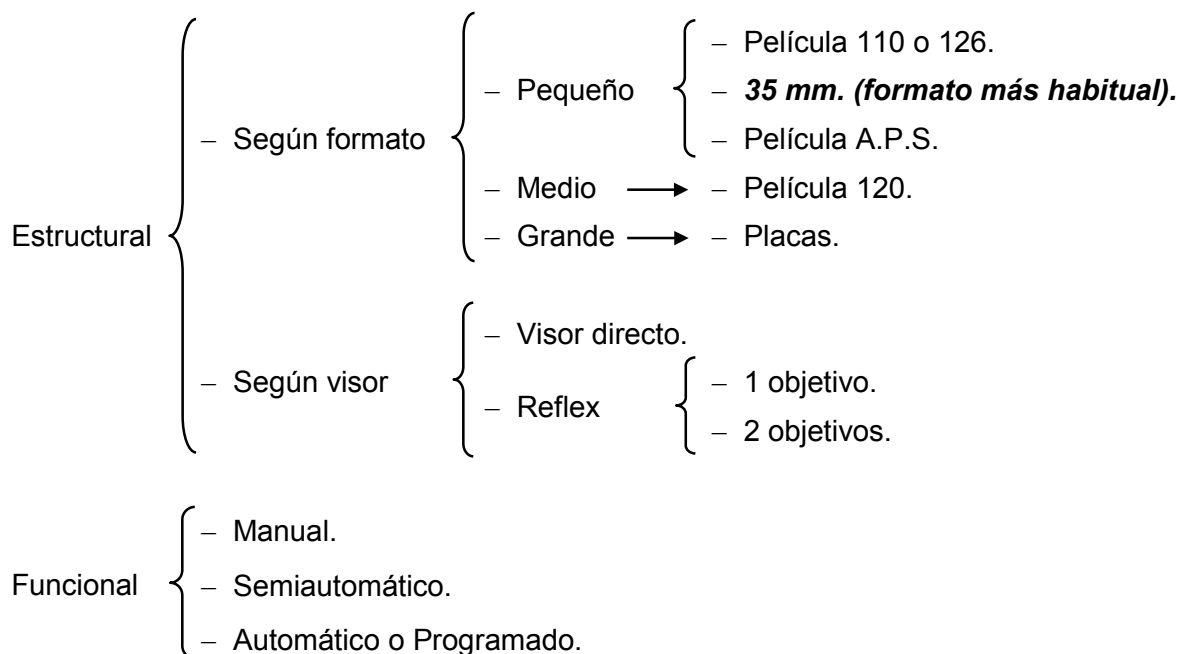 Estructural
– Según formato
– Pequeño
– Película 110 o 126.
– 35 mm. (formato más habitual).
– Película A.P.S.
– Medio
– Película 120.
– Grande
– Placas.
– Según visor
– Visor directo.
– Reflex
– 1 objetivo.
– 2 objetivos.
Funcional
– Manual.
– Semiautomático.
– Automático o Programado.